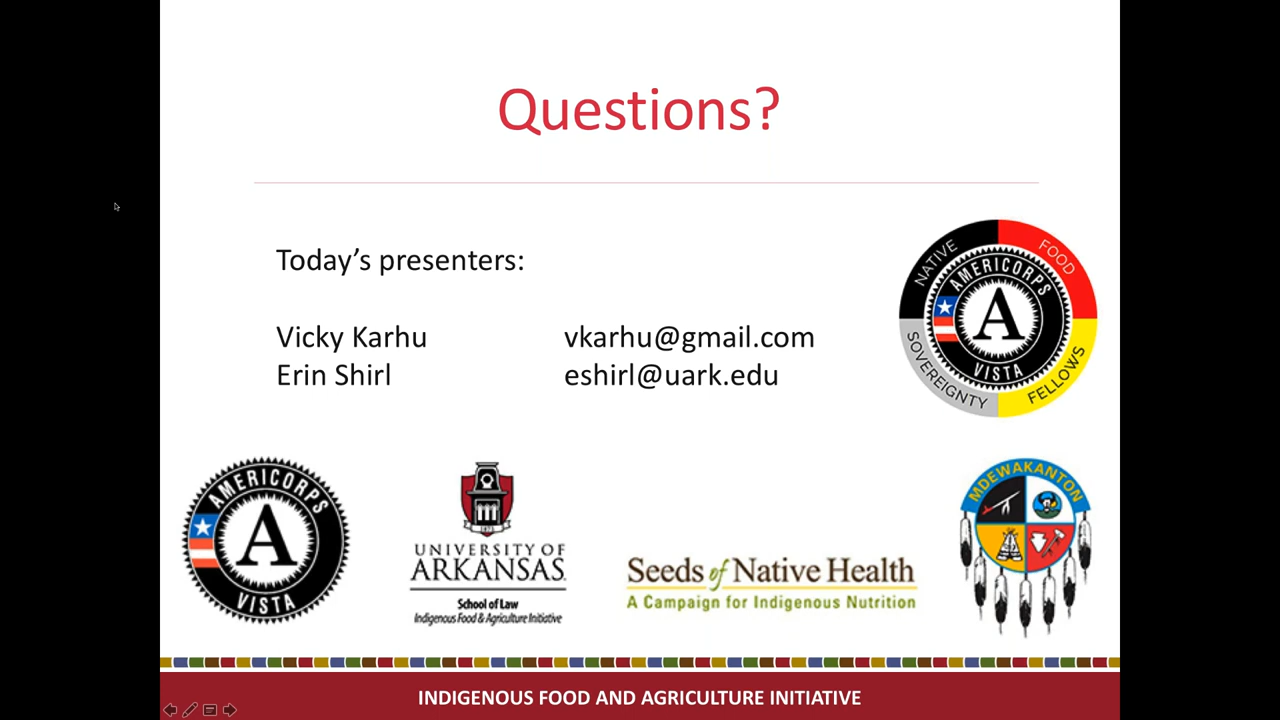 Questions?
Today's presenters:
Vicky Karhu vkarhu@gmail.com
Erin Shirl eshirl@uark.edu
NATIVE FOOD SOVEREIGNTY FELLOWS
AMERICORPS
A
VISTA
AMERICORPS
A
VISTA
1871
UNIVERSITY OF
ARKANSAS
School of Law
Indigenous Food & Agriculture Initiative
Seeds of Native Health
A Campaign for Indigenous Nutrition
MDEWAKANTON
INDIGENOUS FOOD AND AGRICULTURE INITIATIVE